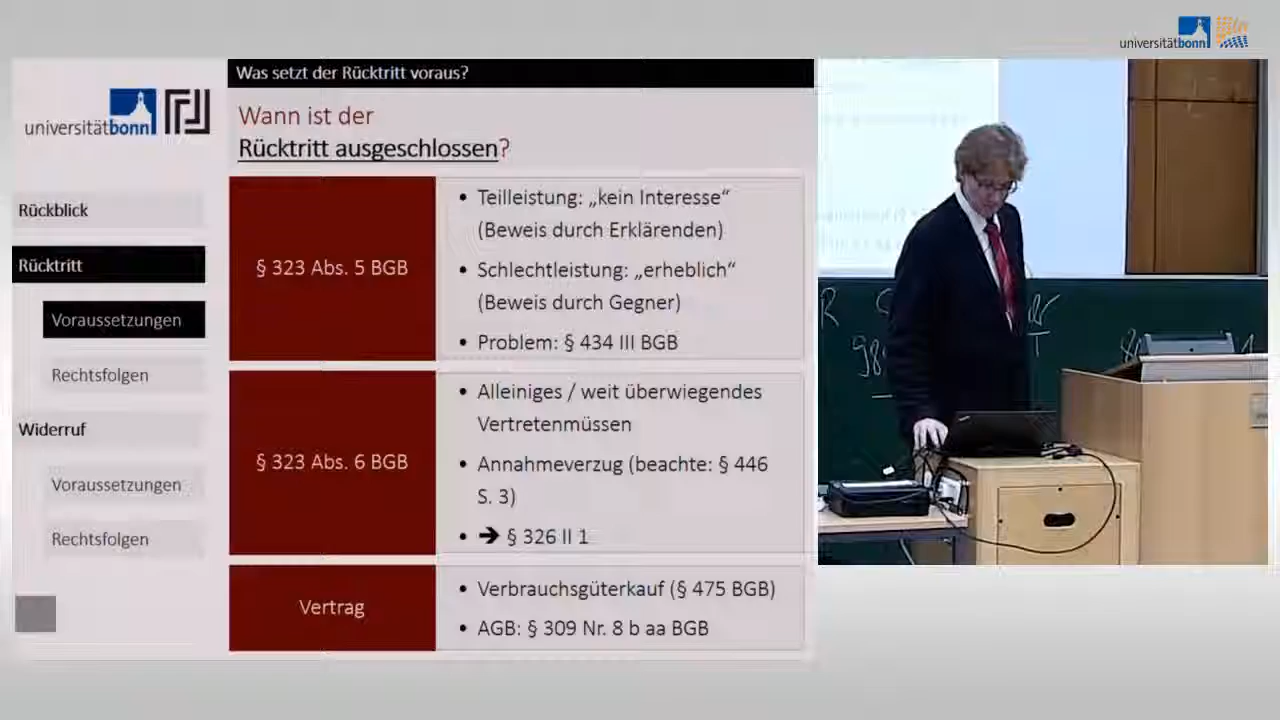 universitätbonn
Was setzt der Rücktritt voraus?
universitätbonn
Wann ist der
Rücktritt ausgeschlossen?
Rückblick
Rücktritt
Voraussetzungen
Rechtsfolgen
Widerruf
Voraussetzungen
Rechtsfolgen
§ 323 Abs. 5 BGB
• Teilleistung: „kein Interesse“
(Beweis durch Erklärenden)
• Schlechtleistung: „erheblich“
(Beweis durch Gegner)
• Problem: § 434 III BGB
§ 323 Abs. 6 BGB
• Alleiniges / weit überwiegendes
Vertretenmüssen
• Annahmeverzug (beachte: § 446
S. 3)
• ➔ § 326 II 1
Vertrag
• Verbrauchsgüterkauf (§ 475 BGB)
• AGB: § 309 Nr. 8 b aa BGB